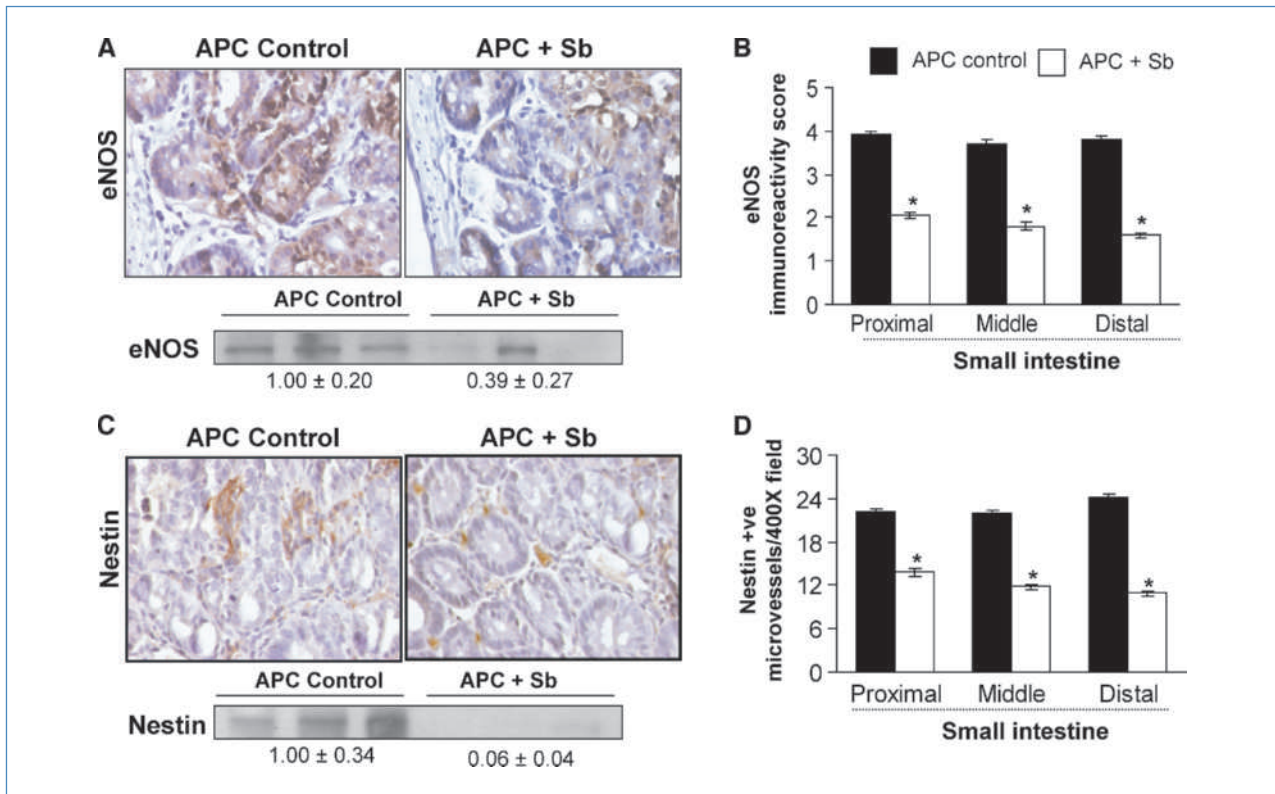 A
APC Control
APC + Sb
eNOS
APC Control
APC + Sb
eNOS
1.00 ± 0.20
0.39 ± 0.27
B
APC control
APC + Sb
eNOS
immunoreactivity score
5
4
3
2
1
0
*
*
*
Proximal
Middle
Distal
Small intestine
C
APC Control
APC + Sb
Nestin
APC Control
APC + Sb
Nestin
1.00 ± 0.34
0.06 ± 0.04
D
Nestin +ve
microvessels/400X field
30
24
18
12
6
0
*
*
*
Proximal
Middle
Distal
Small intestine